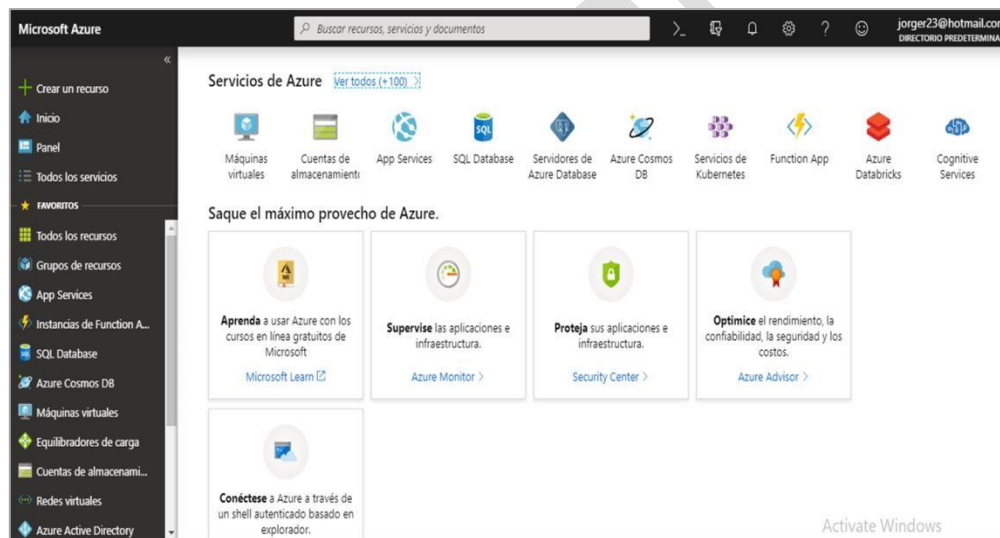 Microsoft Azure
Buscar recursos, servicios y documentos
jorger23@hotmail.com
DIRECTORIO PREDETERMINA
Crear un recurso
Inicio
Panel
Todos los servicios
FAVORITOS
Todos los recursos
Grupos de recursos
App Services
Instancias de Function A...
SQL Database
Azure Cosmos DB
Máquinas virtuales
Equilibradores de carga
Cuentas de almacenami...
Redes virtuales
Azure Active Directory
Servicios de Azure Ver todos (+100)
SQL
Máquinas
virtuales
Cuentas de
almacenamiento
App Services
SQL Database
Servidores de
Azure Database
Azure Cosmos
DB
Servicios de
Kubernetes
Function App
Azure
Databricks
Cognitive
Services
Saque el máximo provecho de Azure.
Aprenda a usar Azure con los
cursos en línea gratuitos de
Microsoft
Microsoft Learn
Supervise las aplicaciones e
infraestructura.
Azure Monitor
Proteja sus aplicaciones e
infraestructura.
Security Center
Optimice el rendimiento, la
confiabilidad, la seguridad y los
costos.
Azure Advisor
Conéctese a Azure a través de
un shell autenticado basado en
explorador.
Activate Windows